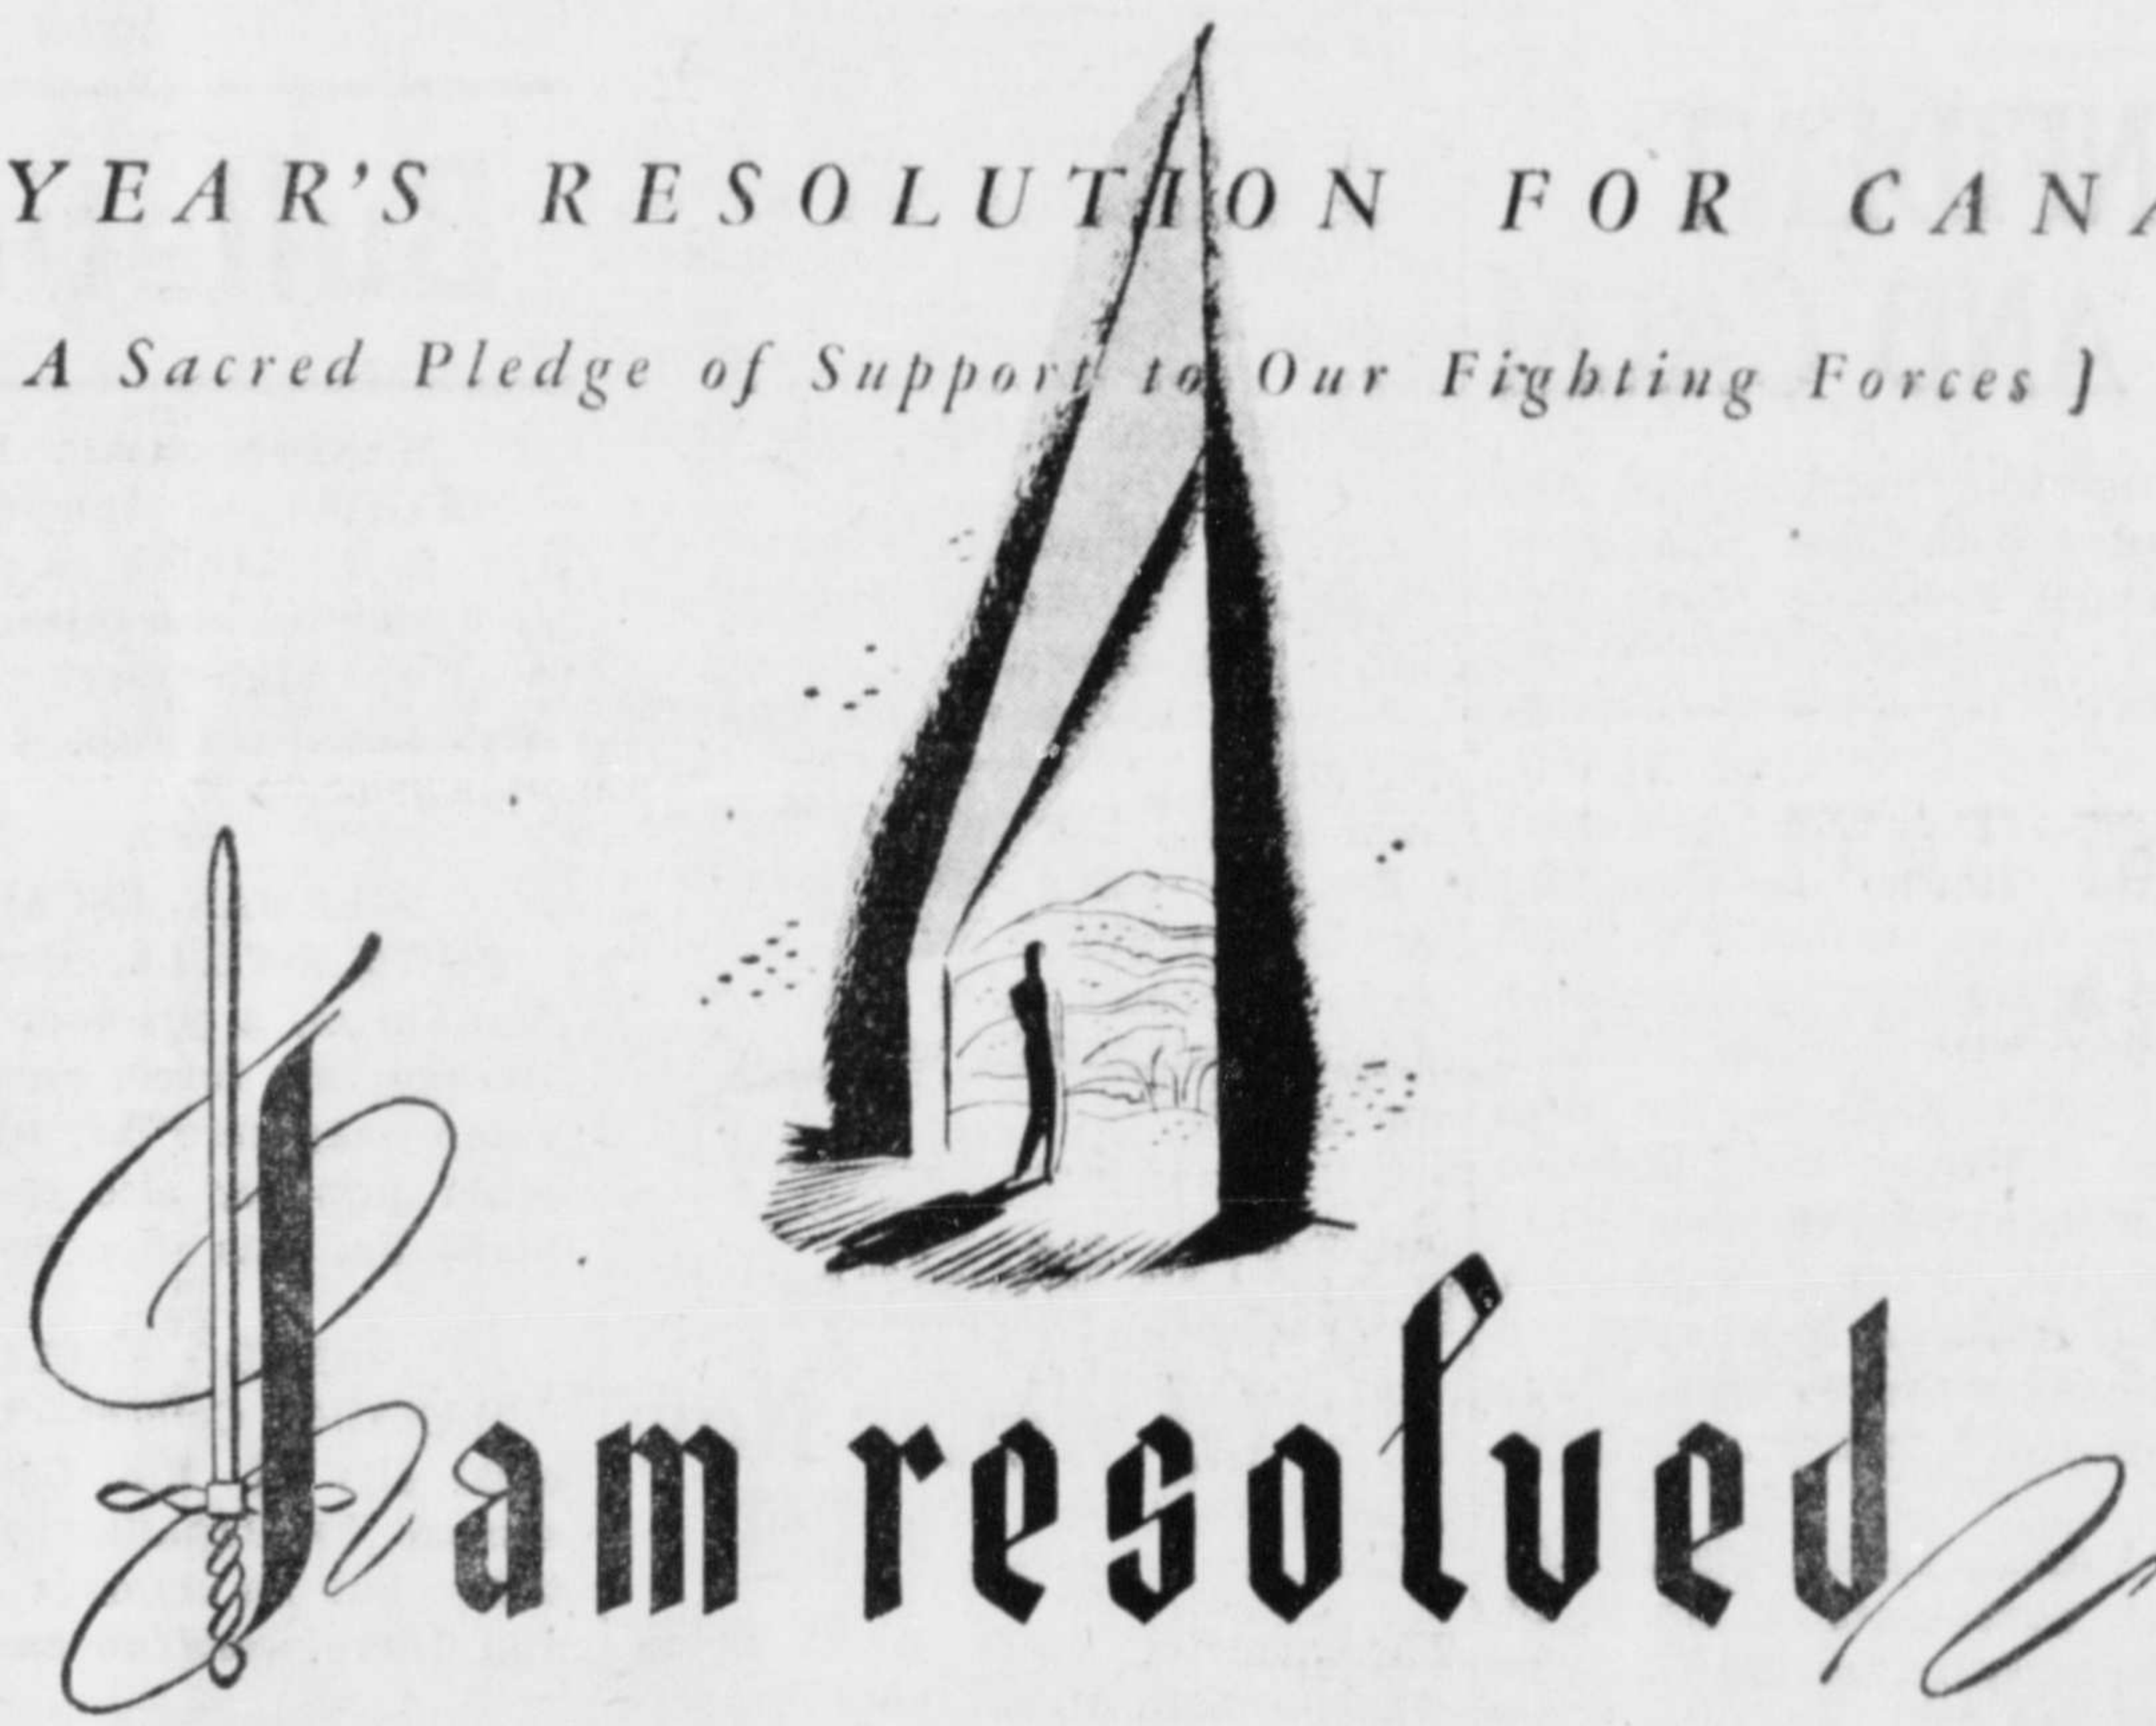 YEAR'S RESOLUTION FOR CANA
A Sacred Pledge of Support to Our Fighting Forces ]
I am resolved